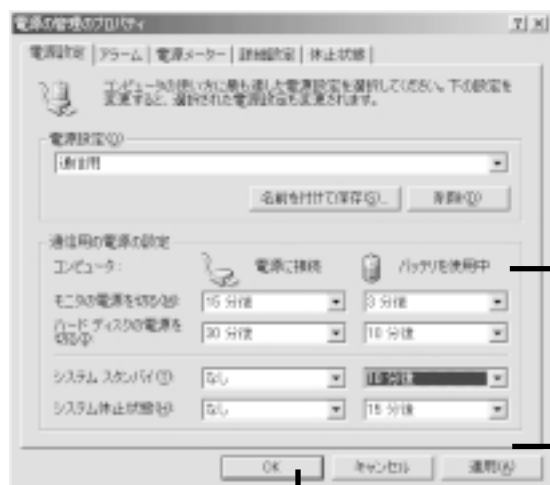 電源の管理のプロパティ
電源設定 アラーム 電源メーター 詳細設定 休止状態
コンピュータの使い方に最も適した電源設定を選択してください。下の設定を
変更すると、選択された電源設定も変更されます。
電源設定(O)
通信用
名前を付けて保存(S)... 削除(D)
通信用の電源の設定
コンピュータ: 電源に接続 バッテリを使用中
モニタの電源を切る(M): 15 分後 3 分後
ハード ディスクの電源を
切る(I): 30 分後 10 分後
システム スタンバイ(T): なし 10 分後
システム休止状態(H): なし 15 分後
OK キャンセル 適用(A)